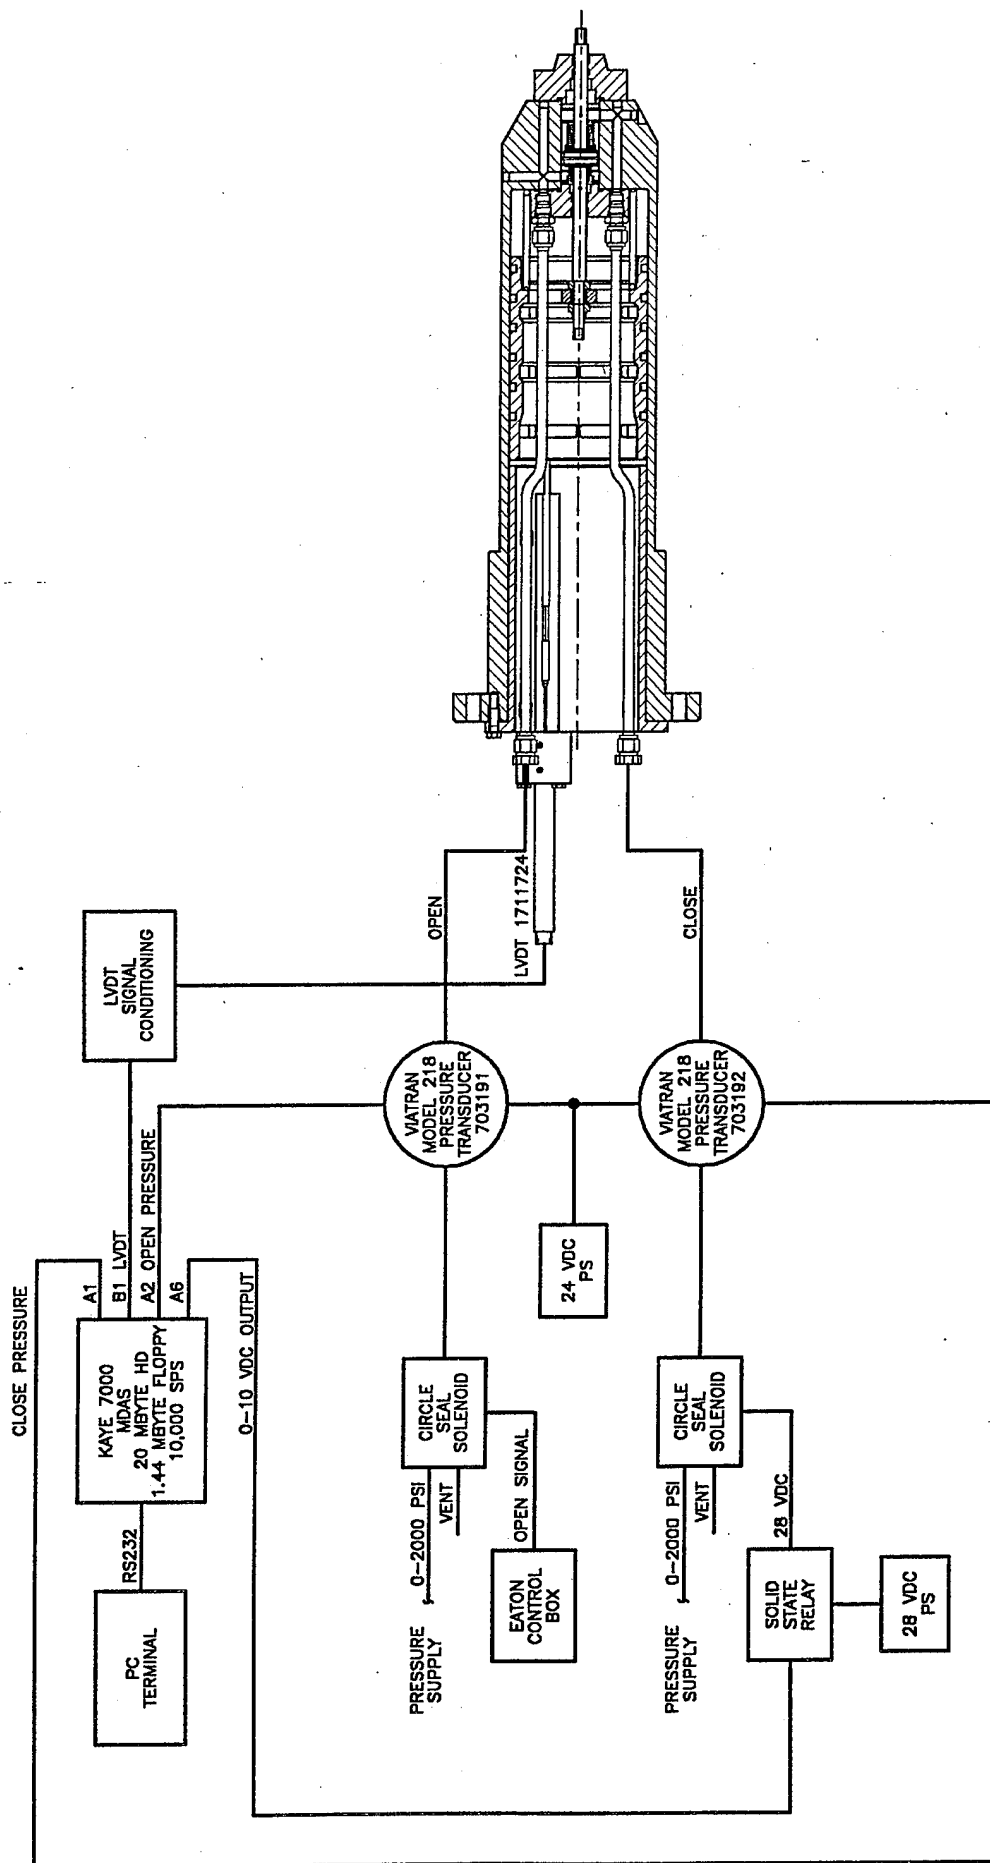 CLOSE PRESSURE
PC
TERMINAL
RS232
KAYE 7000
MDAS
20 MBYTE HD
1.44 MBYTE FLOPPY
10,000 SPS
A1
B1 LVDT
A2 OPEN PRESSURE
A6
0-10 VDC OUTPUT
LVDT
SIGNAL
CONDITIONING
PRESSURE
SUPPLY
0-2000 PSI
VENT
CIRCLE
SEAL
SOLENOID
OPEN SIGNAL
EATON
CONTROL
BOX
VIATRAN
MODEL 218
PRESSURE
TRANSDUCER
703191
OPEN
LVDT 1711724
24 VDC
PS
PRESSURE
SUPPLY
0-2000 PSI
VENT
CIRCLE
SEAL
SOLENOID
28 VDC
SOLID
STATE
RELAY
28 VDC
PS
VIATRAN
MODEL 218
PRESSURE
TRANSDUCER
703192
CLOSE